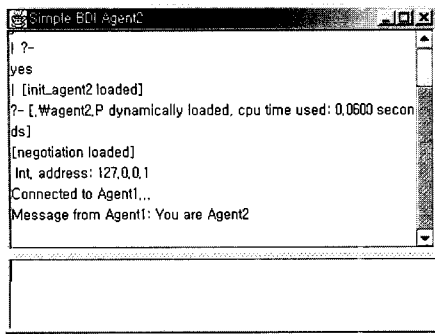 Simple BDI Agent2
| ?-
yes
| [init_agent2 loaded]
?- [.₩agent2.P dynamically loaded, cpu time used: 0.0600 secon
ds]
[negotiation loaded]
Int. address: 127.0.0.1
Connected to Agent1...
Message from Agent1: You are Agent2